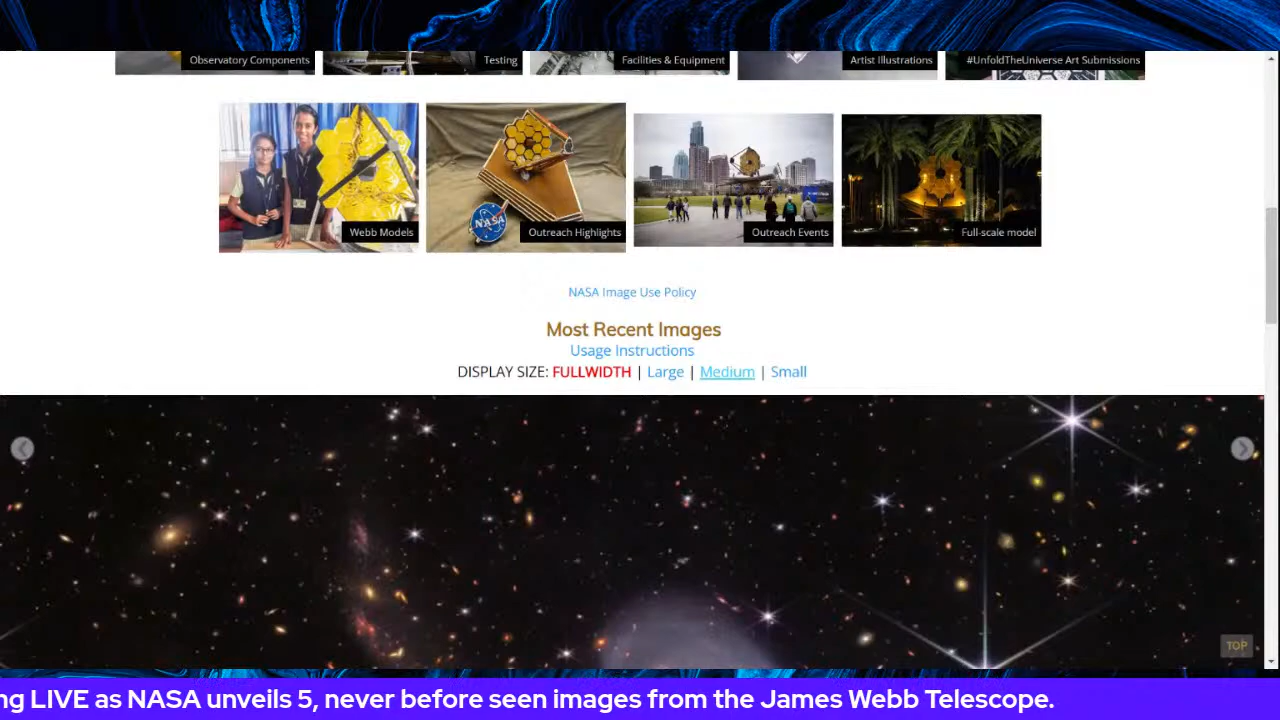 Observatory Components
Testing
Facilities & Equipment
Artist Illustrations
#UnfoldTheUniverse Art Submissions
NASA
Webb Models
Outreach Highlights
Outreach Events
Full-scale model
NASA Image Use Policy
Most Recent Images
Usage Instructions
DISPLAY SIZE: FULLWIDTH | Large | Medium | Small
TOP
ng LIVE as NASA unveils 5, never before seen images from the James Webb Telescope.